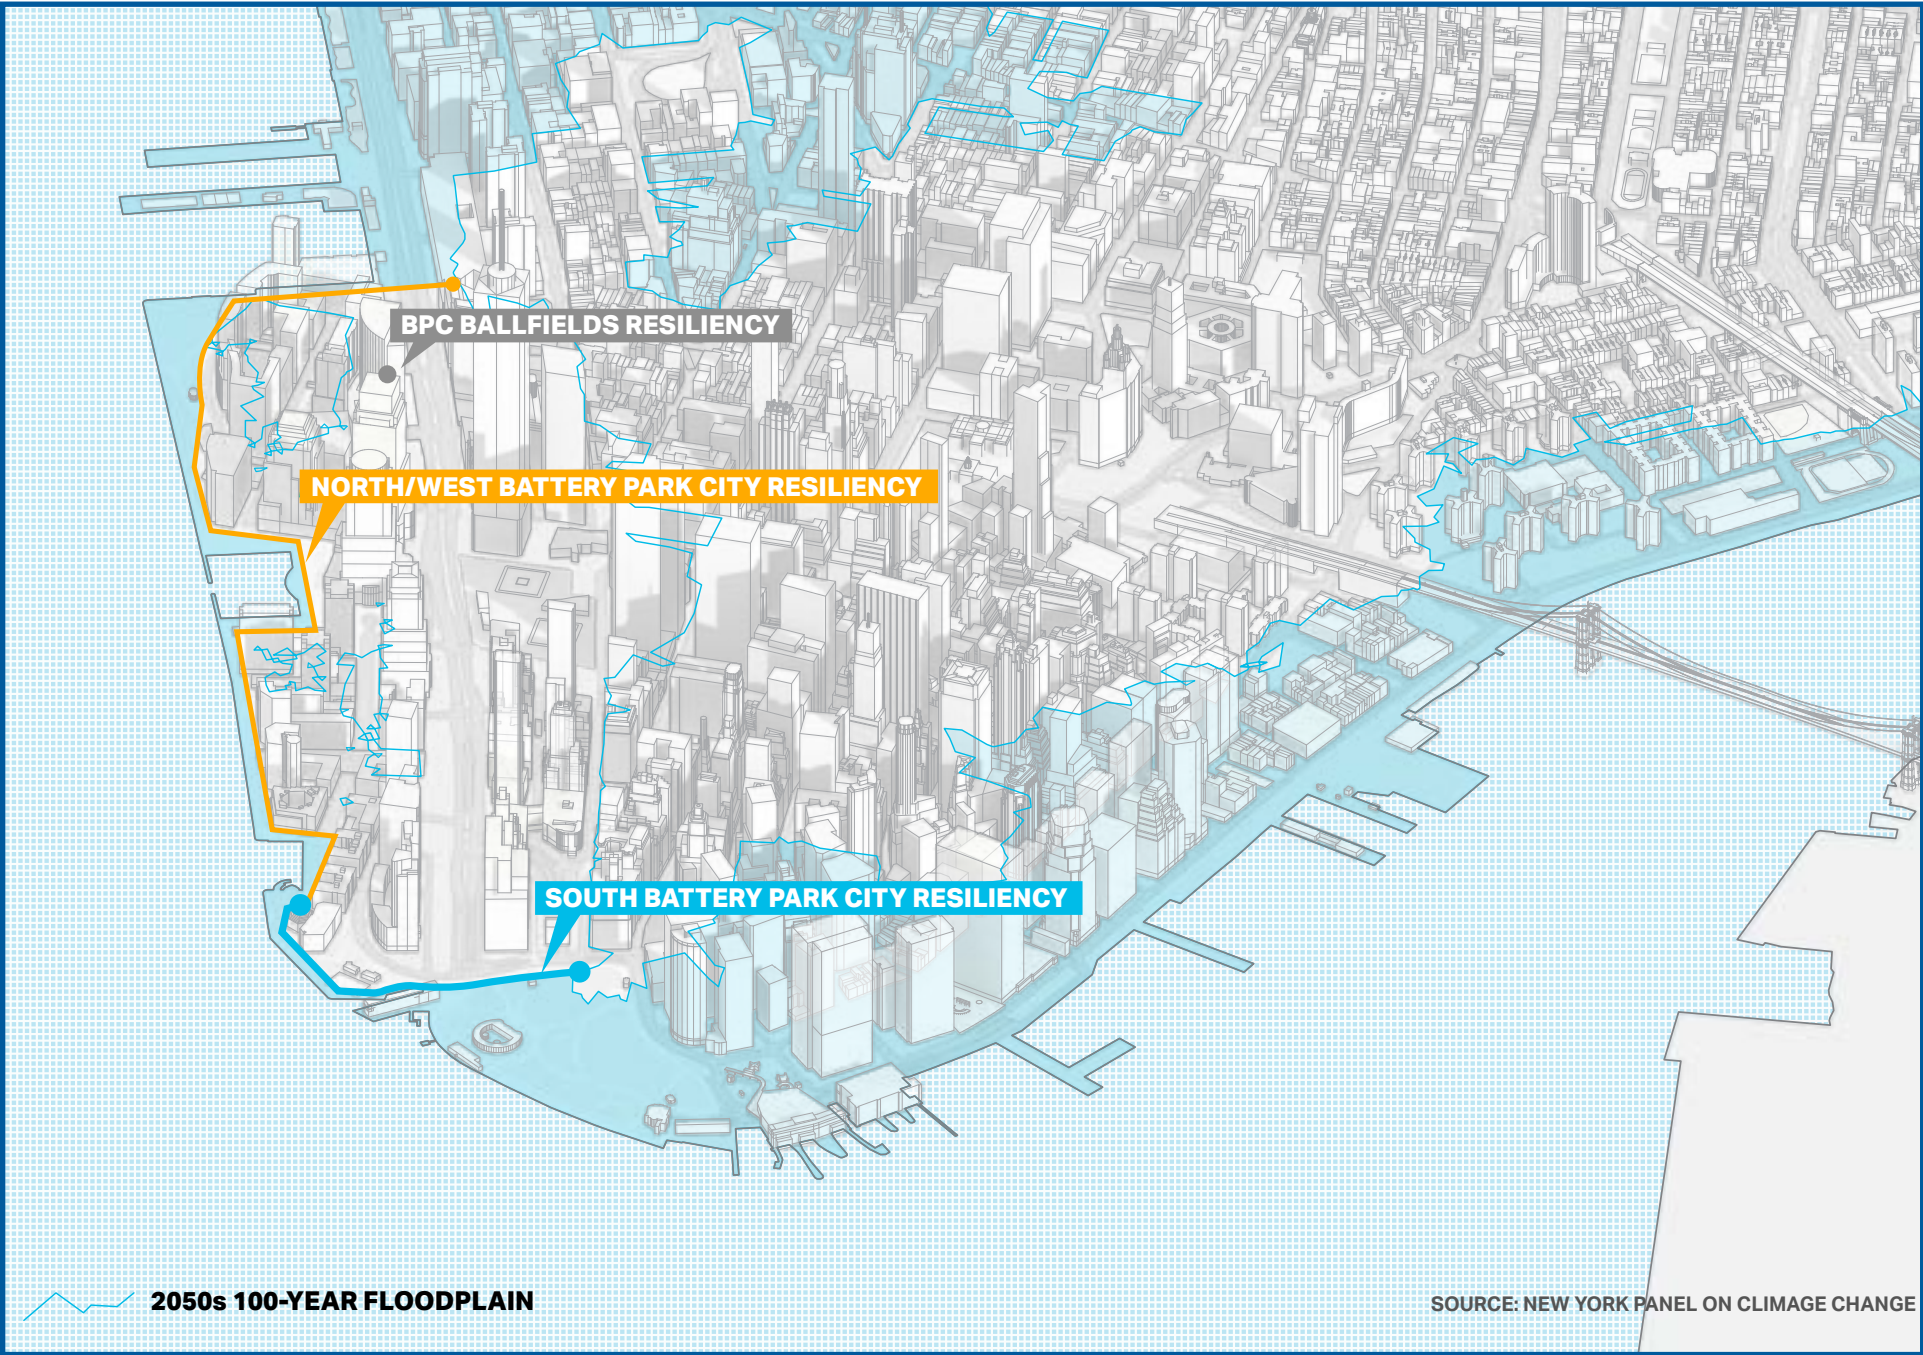 BPC BALLFIELDS RESILIENCY
NORTH/WEST BATTERY PARK CITY RESILIENCY
SOUTH BATTERY PARK CITY RESILIENCY
2050s 100-YEAR FLOODPLAIN
SOURCE: NEW YORK PANEL ON CLIMAGE CHANGE